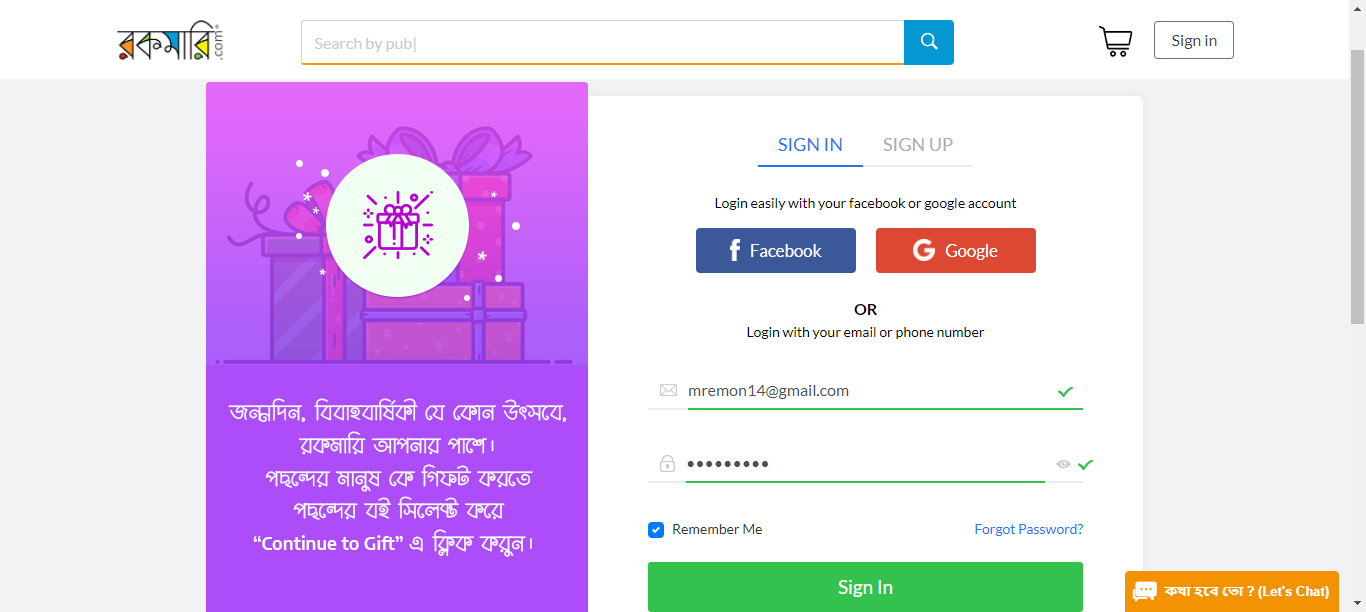 রকমারি.com
Search by pub
Sign in
SIGN IN SIGN UP
Login easily with your facebook or google account
Facebook Google
OR
Login with your email or phone number
mremon14@gmail.com
•••••••••
Remember Me Forgot Password?
Sign In
জন্মদিন, বিবাহবার্ষিকী যে কোন উৎসবে,
রকমারি আপনার পাশে।
পছন্দের মানুষ কে গিফট করতে
পছন্দের বই সিলেক্ট করে
“Continue to Gift” এ ক্লিক করুন।
কথা হবে তো ? (Let's Chat)